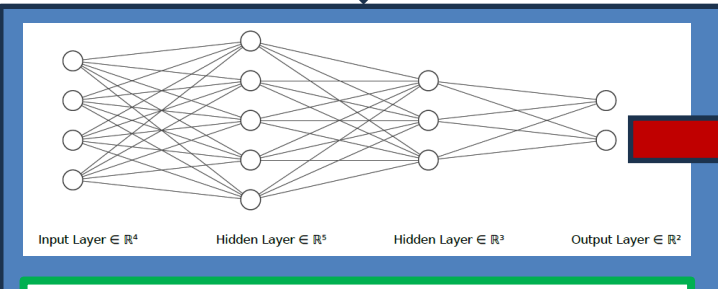 Input Layer ∈ ℝ⁴ Hidden Layer ∈ ℝ⁵ Hidden Layer ∈ ℝ³ Output Layer ∈ ℝ²